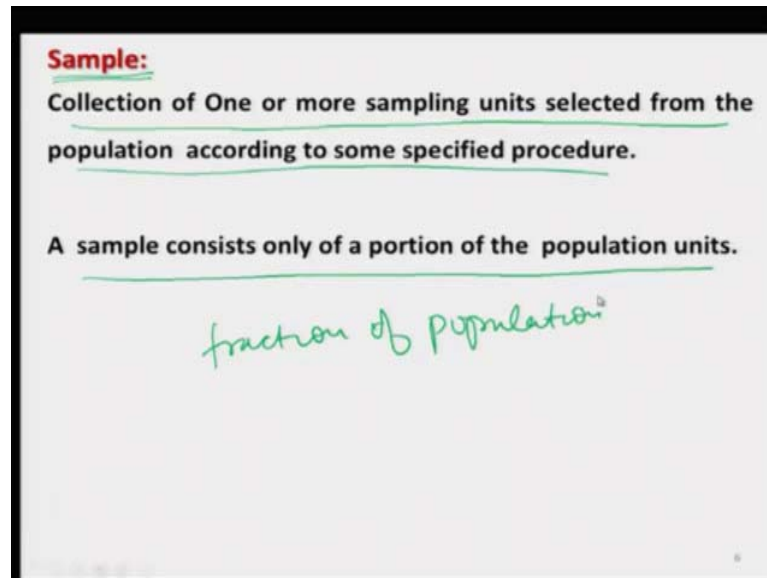 Sample:
Collection of One or more sampling units selected from the
population according to some specified procedure.
A sample consists only of a portion of the population units.
fraction of population
6